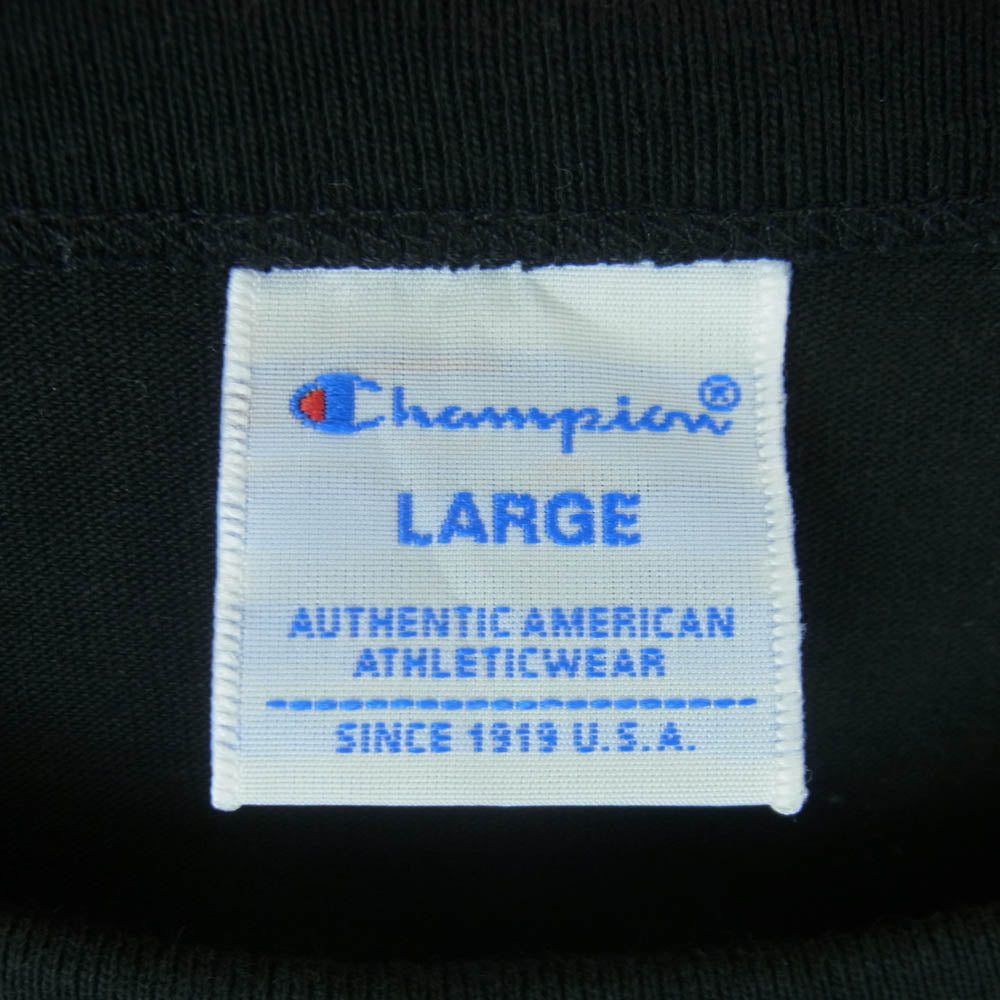 Champion®
LARGE
AUTHENTIC AMERICAN
ATHLETICWEAR
SINCE 1919 U.S.A.